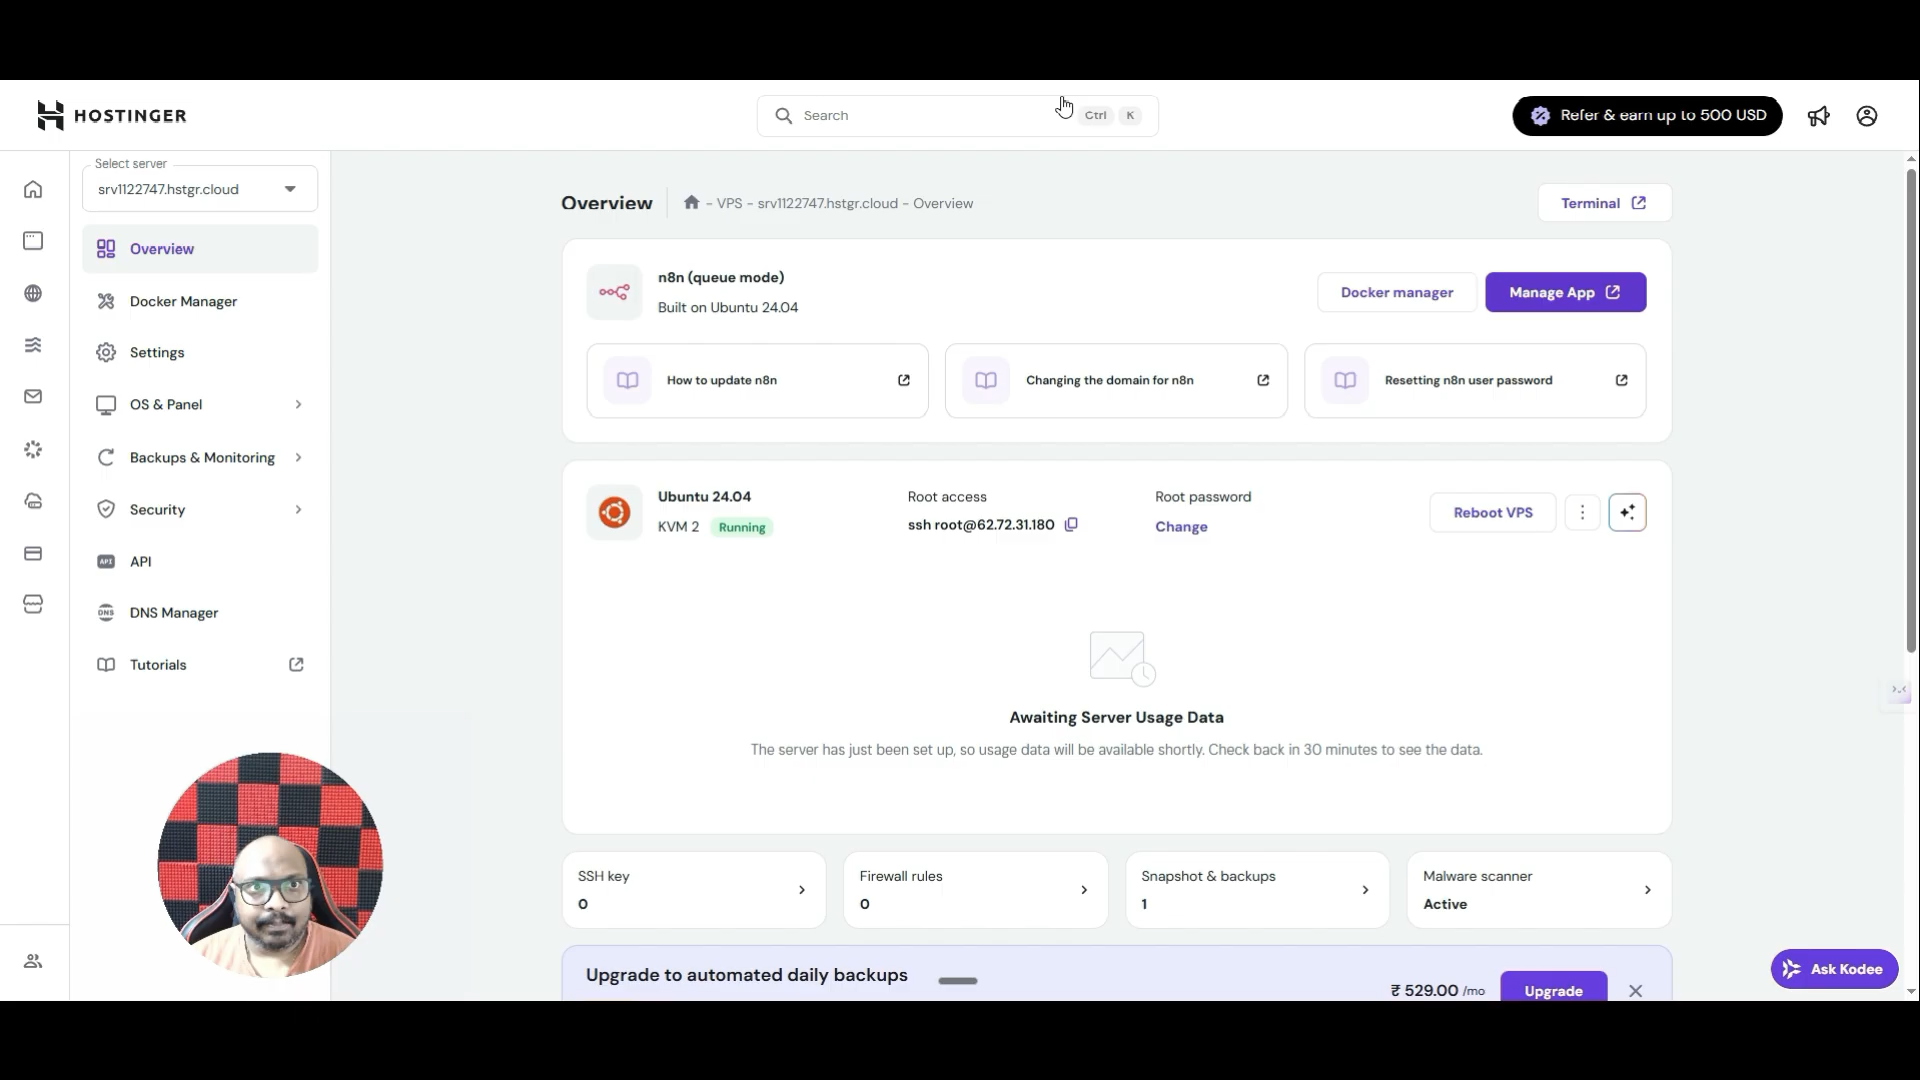 HOSTINGER
Search
Ctrl
K
Refer & earn up to 500 USD
Select server
srv1122747.hstgr.cloud
Overview
Docker Manager
Settings
OS & Panel
Backups & Monitoring
Security
API
API
DNS
DNS Manager
Tutorials
Overview
- VPS - srv1122747.hstgr.cloud - Overview
Terminal
n8n (queue mode)
Built on Ubuntu 24.04
Docker manager
Manage App
How to update n8n
Changing the domain for n8n
Resetting n8n user password
Ubuntu 24.04
KVM 2
Running
Root access
ssh root@62.72.31.180
Root password
Change
Reboot VPS
Awaiting Server Usage Data
The server has just been set up, so usage data will be available shortly. Check back in 30 minutes to see the data.
SSH key
0
Firewall rules
0
Snapshot & backups
1
Malware scanner
Active
Upgrade to automated daily backups
₹ 529.00 /mo
Upgrade
Ask Kodee